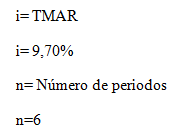 i= TMAR
i= 9,70%
n= Número de periodos
n=6